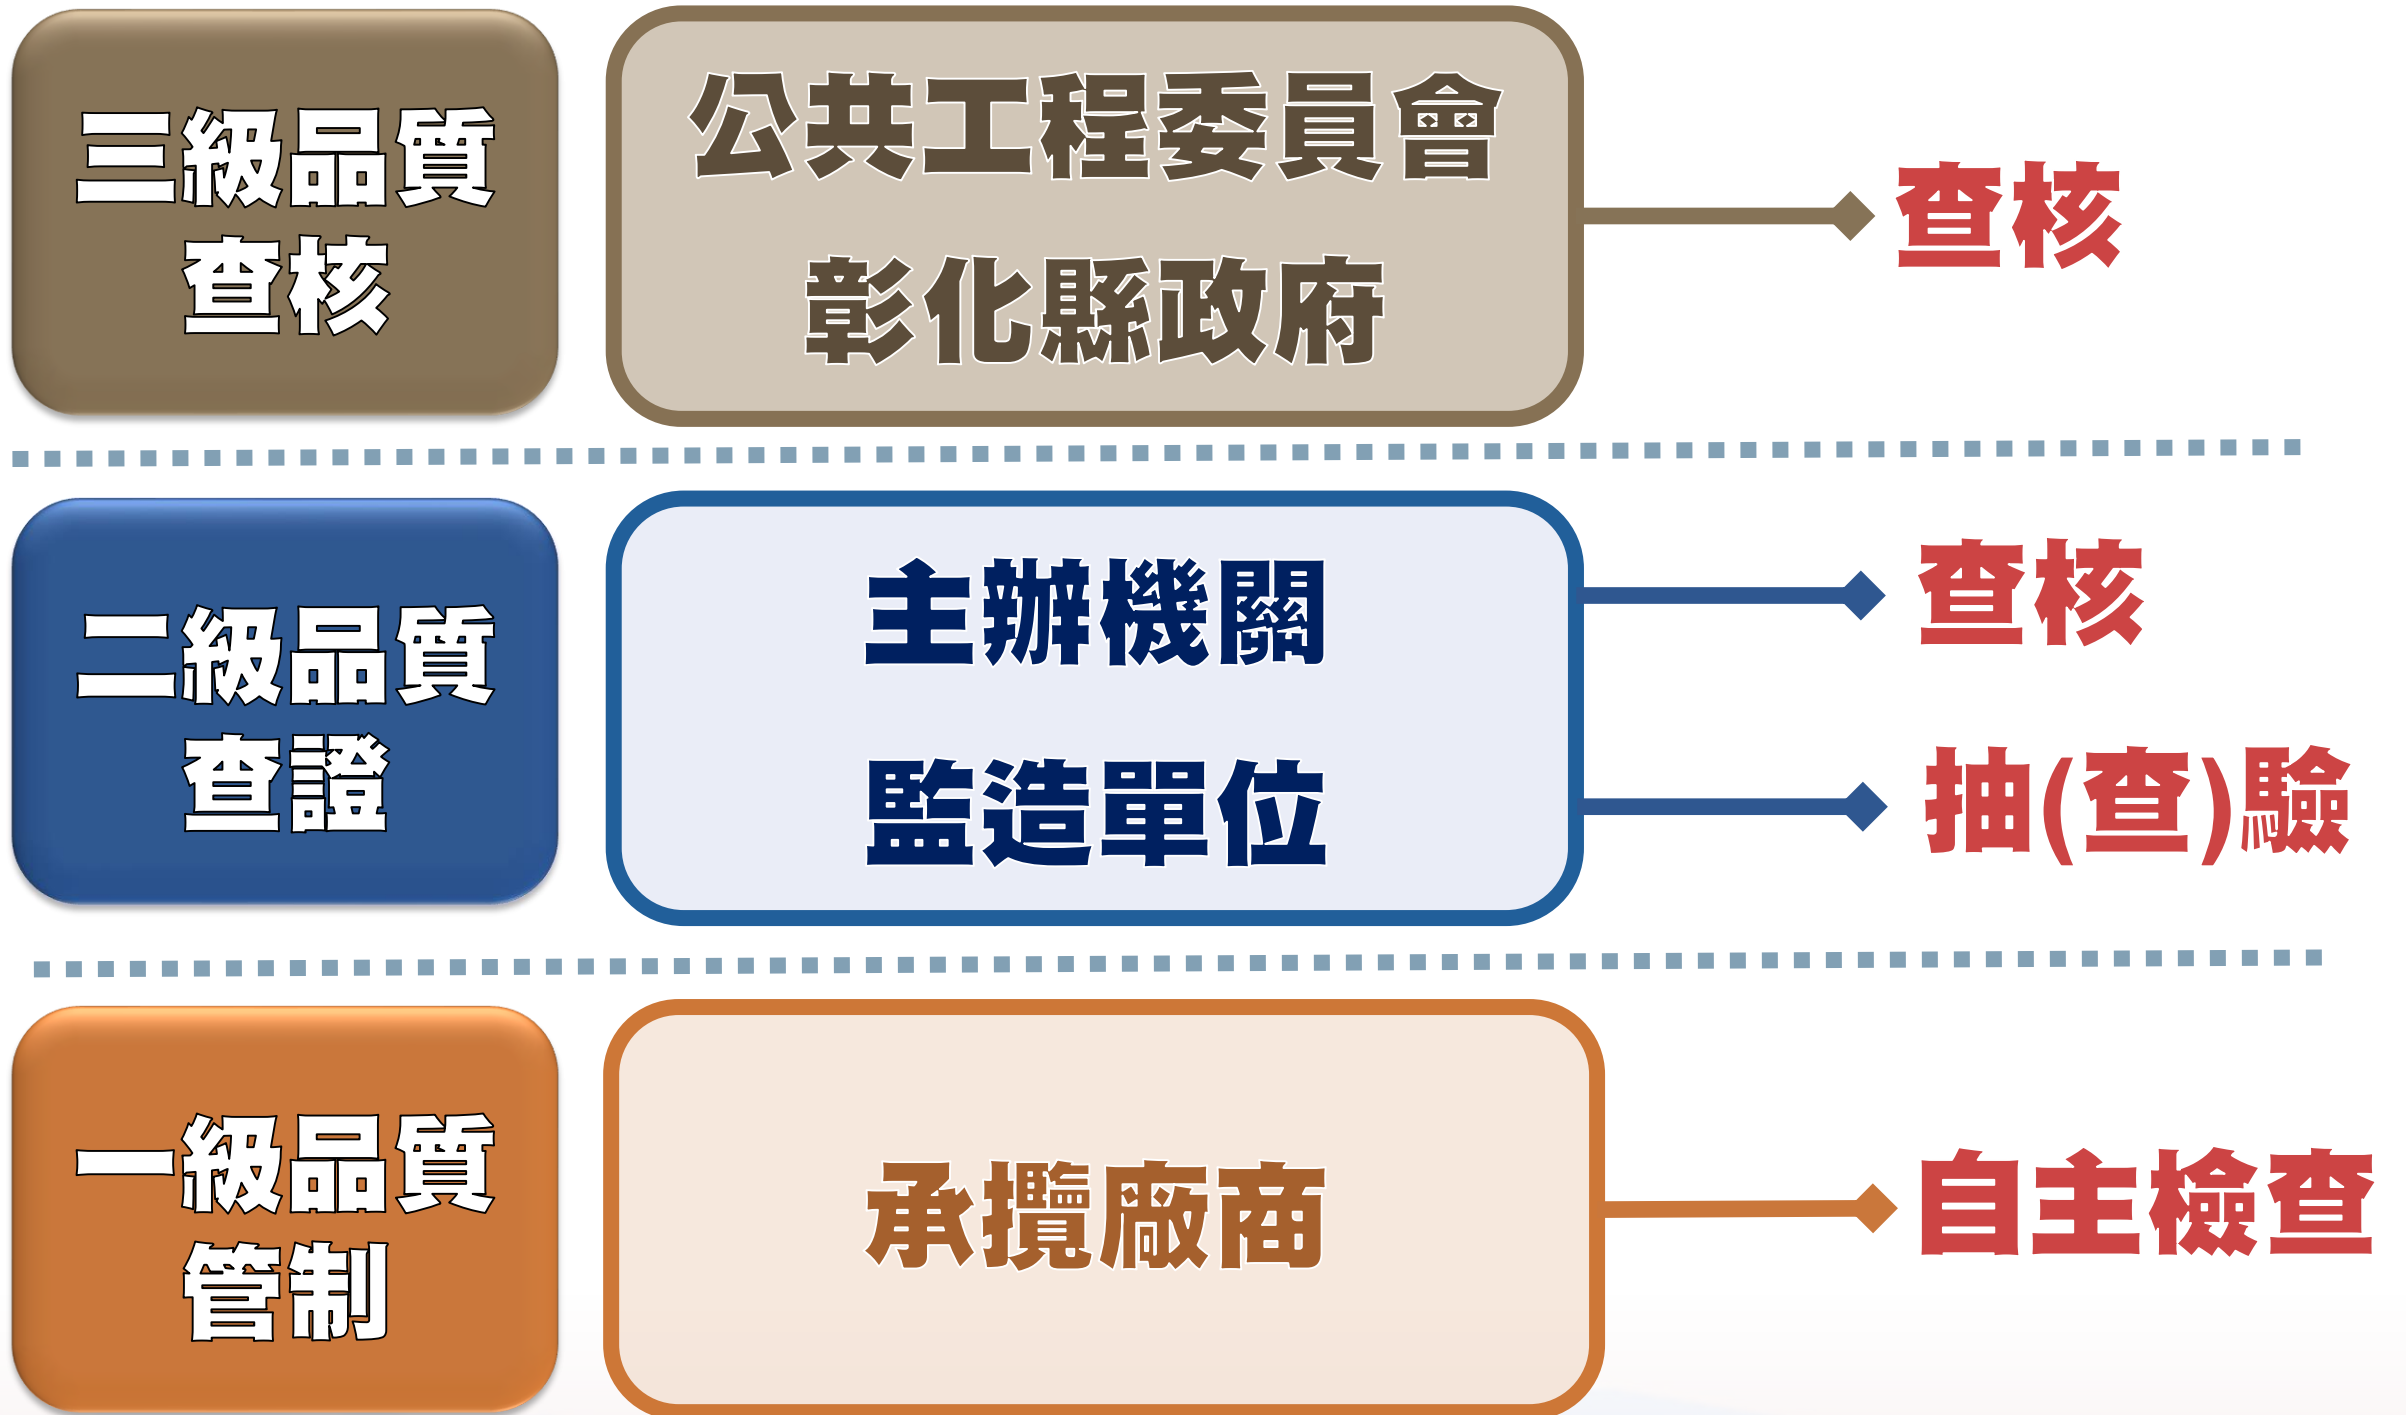 三級品質
查核
公共工程委員會
彰化縣政府
查核
二級品質
查證
主辦機關
查核
監造單位
抽(查)驗
一級品質
管制
承攬廠商
自主檢查